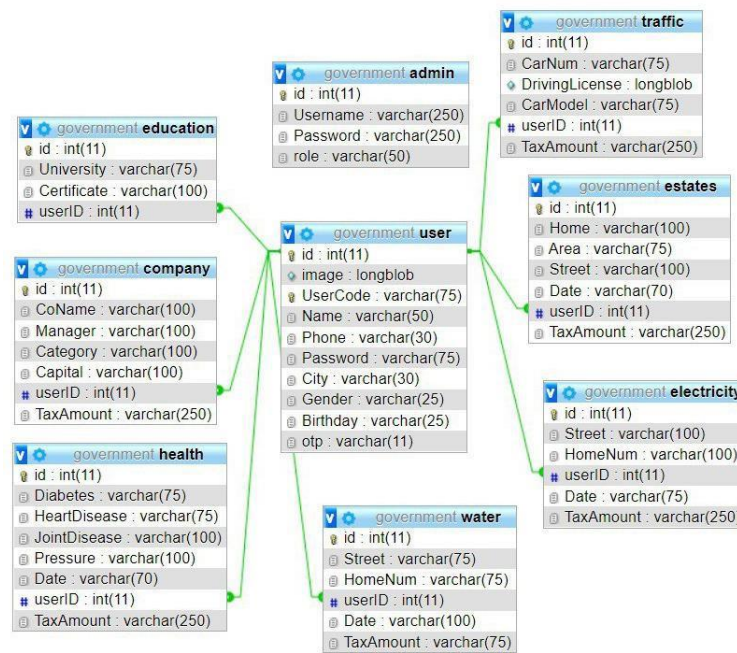 government traffic
id : int(11)
CarNum : varchar(75)
DrivingLicense : longblob
CarModel : varchar(75)
# userID : int(11)
TaxAmount : varchar(250)
government admin
id : int(11)
Username : varchar(250)
Password : varchar(250)
role : varchar(50)
government education
id : int(11)
University : varchar(75)
Certificate : varchar(100)
# userID : int(11)
government estates
id : int(11)
Home : varchar(100)
Area : varchar(75)
Street : varchar(100)
Date : varchar(70)
# userID : int(11)
TaxAmount : varchar(250)
government user
id : int(11)
image : longblob
UserCode : varchar(75)
Name : varchar(50)
Phone : varchar(30)
Password : varchar(75)
City : varchar(30)
Gender : varchar(25)
Birthday : varchar(25)
otp : varchar(11)
government company
id : int(11)
CoName : varchar(100)
Manager : varchar(100)
Category : varchar(100)
Capital : varchar(100)
# userID : int(11)
TaxAmount : varchar(250)
government electricity
id : int(11)
Street : varchar(100)
HomeNum : varchar(100)
# userID : int(11)
Date : varchar(75)
TaxAmount : varchar(250)
government health
id : int(11)
Diabetes : varchar(75)
HeartDisease : varchar(75)
JointDisease : varchar(100)
Pressure : varchar(100)
Date : varchar(70)
# userID : int(11)
TaxAmount : varchar(250)
government water
id : int(11)
Street : varchar(75)
HomeNum : varchar(75)
# userID : int(11)
Date : varchar(100)
TaxAmount : varchar(75)